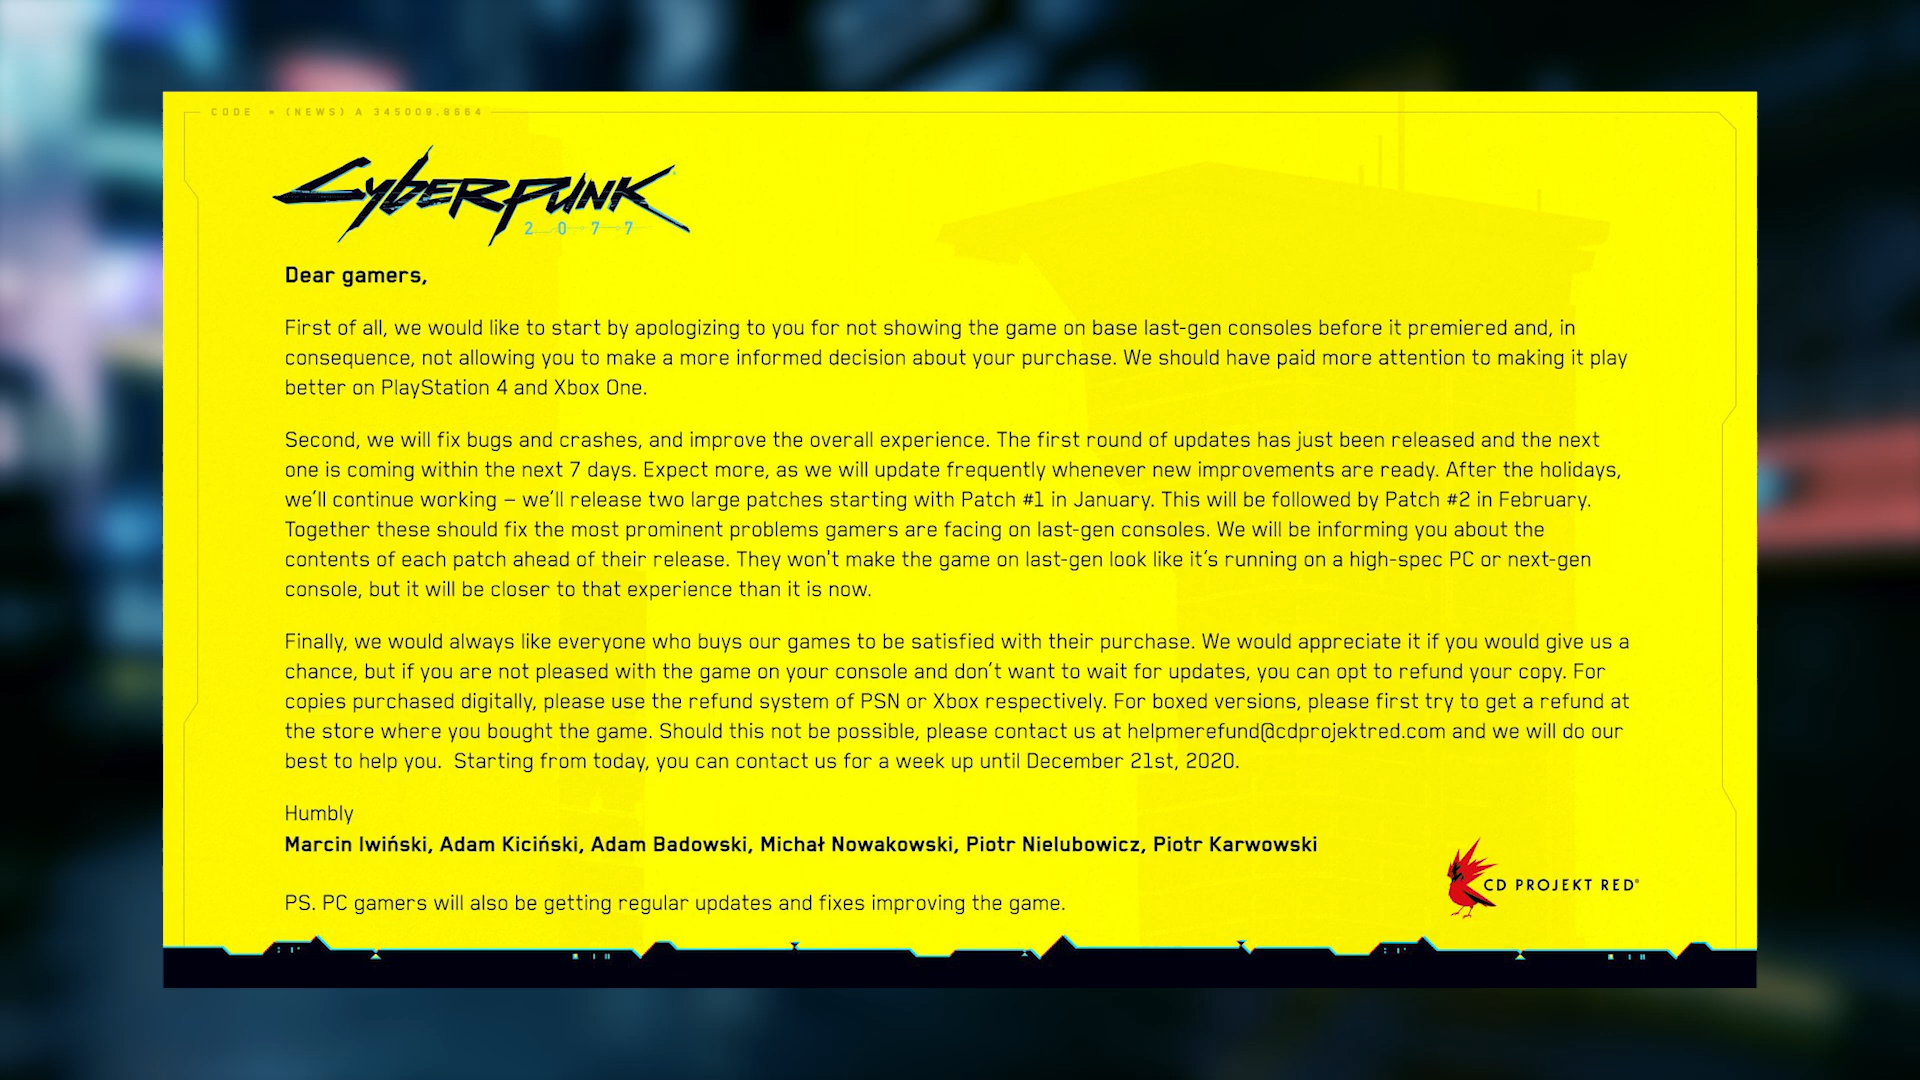 CODE = (NEWS) A 345009.8664
CYBERPUNK
2077
Dear gamers,
First of all, we would like to start by apologizing to you for not showing the game on base last-gen consoles before it premiered and, in
consequence, not allowing you to make a more informed decision about your purchase. We should have paid more attention to making it play
better on PlayStation 4 and Xbox One.
Second, we will fix bugs and crashes, and improve the overall experience. The first round of updates has just been released and the next
one is coming within the next 7 days. Expect more, as we will update frequently whenever new improvements are ready. After the holidays,
we’ll continue working – we’ll release two large patches starting with Patch #1 in January. This will be followed by Patch #2 in February.
Together these should fix the most prominent problems gamers are facing on last-gen consoles. We will be informing you about the
contents of each patch ahead of their release. They won't make the game on last-gen look like it’s running on a high-spec PC or next-gen
console, but it will be closer to that experience than it is now.
Finally, we would always like everyone who buys our games to be satisfied with their purchase. We would appreciate it if you would give us a
chance, but if you are not pleased with the game on your console and don’t want to wait for updates, you can opt to refund your copy. For
copies purchased digitally, please use the refund system of PSN or Xbox respectively. For boxed versions, please first try to get a refund at
the store where you bought the game. Should this not be possible, please contact us at helpmerefund@cdprojektred.com and we will do our
best to help you.  Starting from today, you can contact us for a week up until December 21st, 2020.
Humbly
Marcin Iwiński, Adam Kiciński, Adam Badowski, Michał Nowakowski, Piotr Nielubowicz, Piotr Karwowski
CD PROJEKT RED®
PS. PC gamers will also be getting regular updates and fixes improving the game.